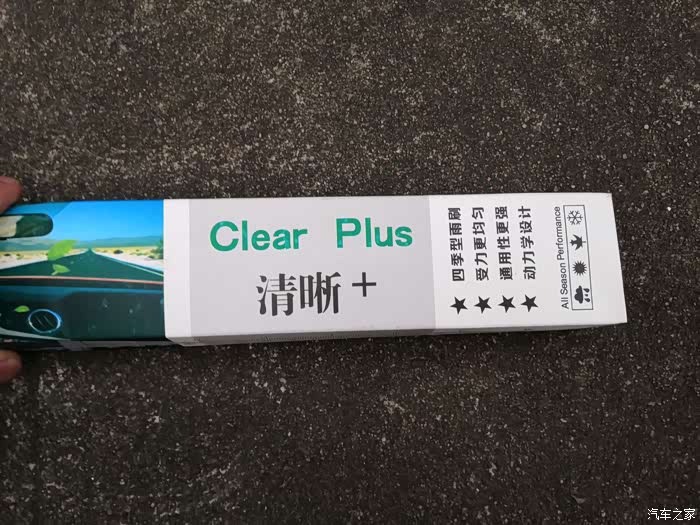 Clear Plus
清晰+
★ 四季型雨刷
★ 受力更均匀
★ 通用性更强
★ 动力学设计
All Season Performance
汽车之家